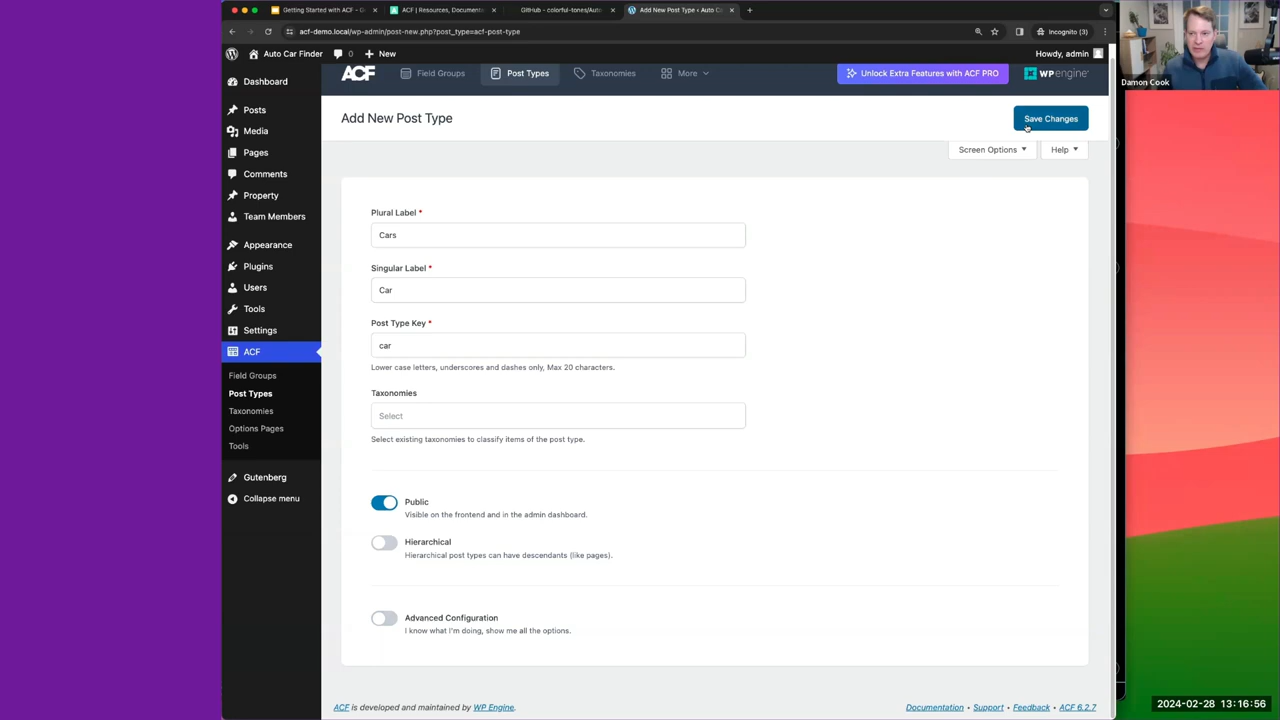 Getting Started with ACF - G
ACF | Resources, Documenta
GitHub - colorful-tones/Auto
Add New Post Type ‹ Auto Ca
acf-demo.local/wp-admin/post-new.php?post_type=acf-post-type
Incognito (3)
Auto Car Finder
0
New
Howdy, admin
Damon Cook
Dashboard
Posts
Media
Pages
Comments
Property
Team Members
Appearance
Plugins
Users
Tools
Settings
ACF
Field Groups
Post Types
Taxonomies
Options Pages
Tools
Gutenberg
Collapse menu
ACF
Field Groups
Post Types
Taxonomies
More
Unlock Extra Features with ACF PRO
WPengine
Add New Post Type
Save Changes
Screen Options
Help
Plural Label *
Cars
Singular Label *
Car
Post Type Key *
car
Lower case letters, underscores and dashes only, Max 20 characters.
Taxonomies
Select
Select existing taxonomies to classify items of the post type.
Public
Visible on the frontend and in the admin dashboard.
Hierarchical
Hierarchical post types can have descendants (like pages).
Advanced Configuration
I know what I'm doing, show me all the options.
ACF is developed and maintained by WP Engine.
Documentation • Support • Feedback • ACF 6.2.7
2024-02-28 13:16:56